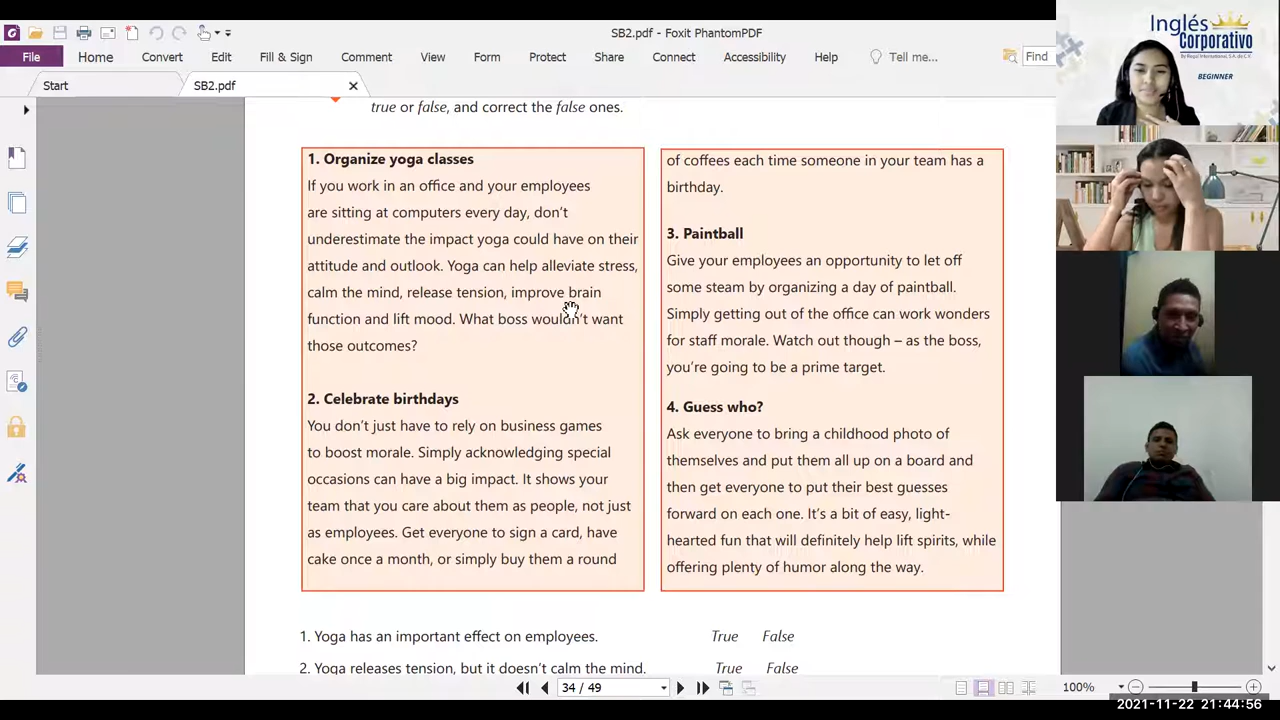 SB2.pdf - Foxit PhantomPDF
File Home Convert Edit Fill & Sign Comment View Form Protect Share Connect Accessibility Help Tell me... Find
Start SB2.pdf
true or false, and correct the false ones.
1. Organize yoga classes
If you work in an office and your employees
are sitting at computers every day, don't
underestimate the impact yoga could have on their
attitude and outlook. Yoga can help alleviate stress,
calm the mind, release tension, improve brain
function and lift mood. What boss wouldn't want
those outcomes?
2. Celebrate birthdays
You don't just have to rely on business games
to boost morale. Simply acknowledging special
occasions can have a big impact. It shows your
team that you care about them as people, not just
as employees. Get everyone to sign a card, have
cake once a month, or simply buy them a round
of coffees each time someone in your team has a
birthday.
3. Paintball
Give your employees an opportunity to let off
some steam by organizing a day of paintball.
Simply getting out of the office can work wonders
for staff morale. Watch out though – as the boss,
you're going to be a prime target.
4. Guess who?
Ask everyone to bring a childhood photo of
themselves and put them all up on a board and
then get everyone to put their best guesses
forward on each one. It's a bit of easy, light-
hearted fun that will definitely help lift spirits, while
offering plenty of humor along the way.
1. Yoga has an important effect on employees. True False
2. Yoga releases tension, but it doesn't calm the mind. True False
34 / 49
100%
Inglés
Corporativo
BEGINNER
2021-11-22 21:44:56